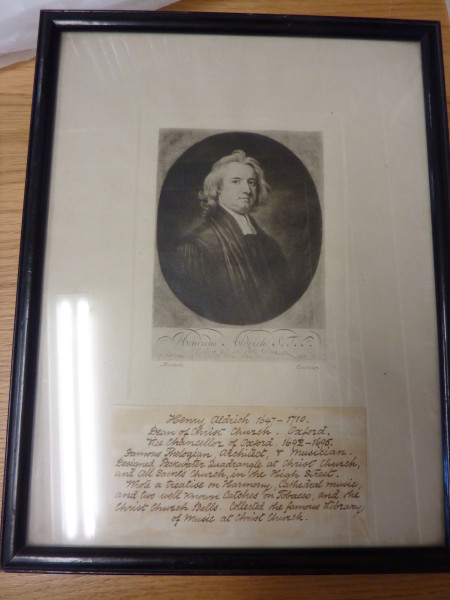 Henricus Aldrich S.T.P.
Henry Aldrich 1647-1710.
Dean of Christ Church. Oxford.
Vice Chancellor of Oxford 1692-1695.
Famous Theologian Architect, & Musician.
Designed Peckwater Quadrangle at Christ Church,
and All Saints Church, in the High Street.
Wrote a treatise on Harmony, Cathedral music,
and two well known Catches on Tobacco, and the
Christ Church Bells. Collected the famous Library
of Music at Christ Church.